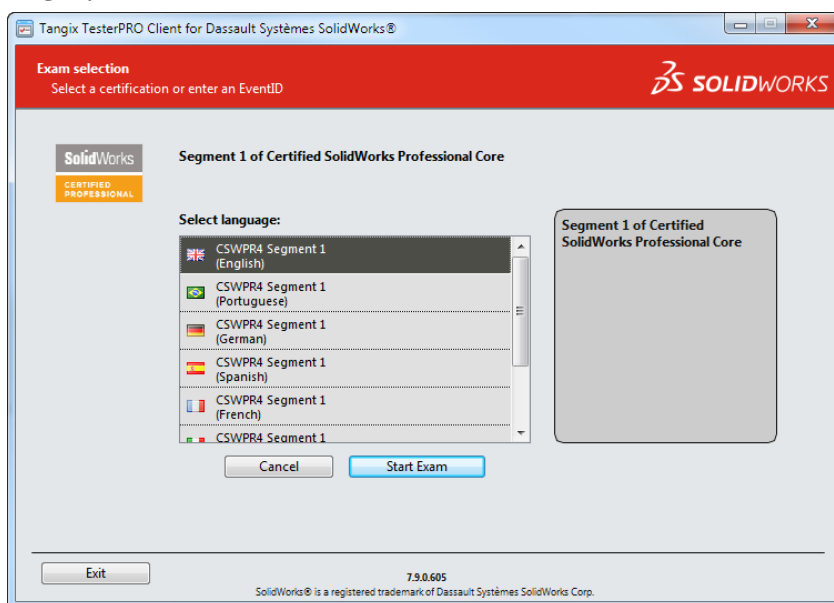 Tangix TesterPRO Client for Dassault Systèmes SolidWorks®
Exam selection
Select a certification or enter an EventID
SOLIDWORKS
SolidWorks
CERTIFIED
PROFESSIONAL
Segment 1 of Certified SolidWorks Professional Core
Select language:
CSWPR4 Segment 1
(English)
CSWPR4 Segment 1
(Portuguese)
CSWPR4 Segment 1
(German)
CSWPR4 Segment 1
(Spanish)
CSWPR4 Segment 1
(French)
CSWPR4 Segment 1
Segment 1 of Certified
SolidWorks Professional Core
Cancel
Start Exam
Exit
7.9.0.605
SolidWorks® is a registered trademark of Dassault Systèmes SolidWorks Corp.